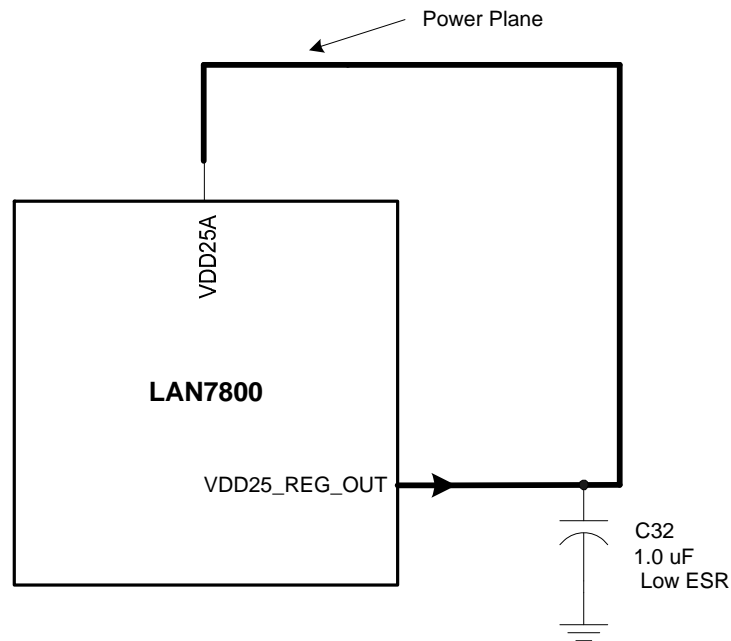 Power Plane
VDD25A
LAN7800
VDD25_REG_OUT
C32
1.0 uF
Low ESR